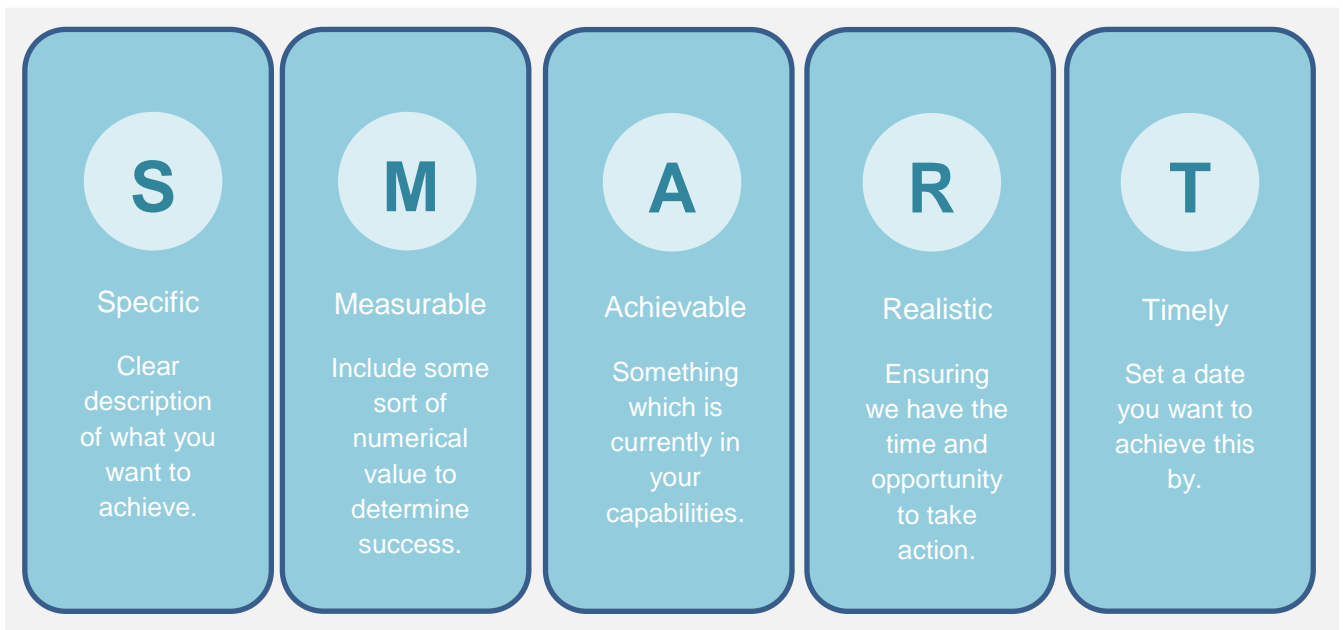 S
Specific
Clear
description
of what you
want to
achieve.
M
Measurable
Include some
sort of
numerical
value to
determine
success.
A
Achievable
Something
which is
currently in
your
capabilities.
R
Realistic
Ensuring
we have the
time and
opportunity
to take
action.
T
Timely
Set a date
you want to
achieve this
by.